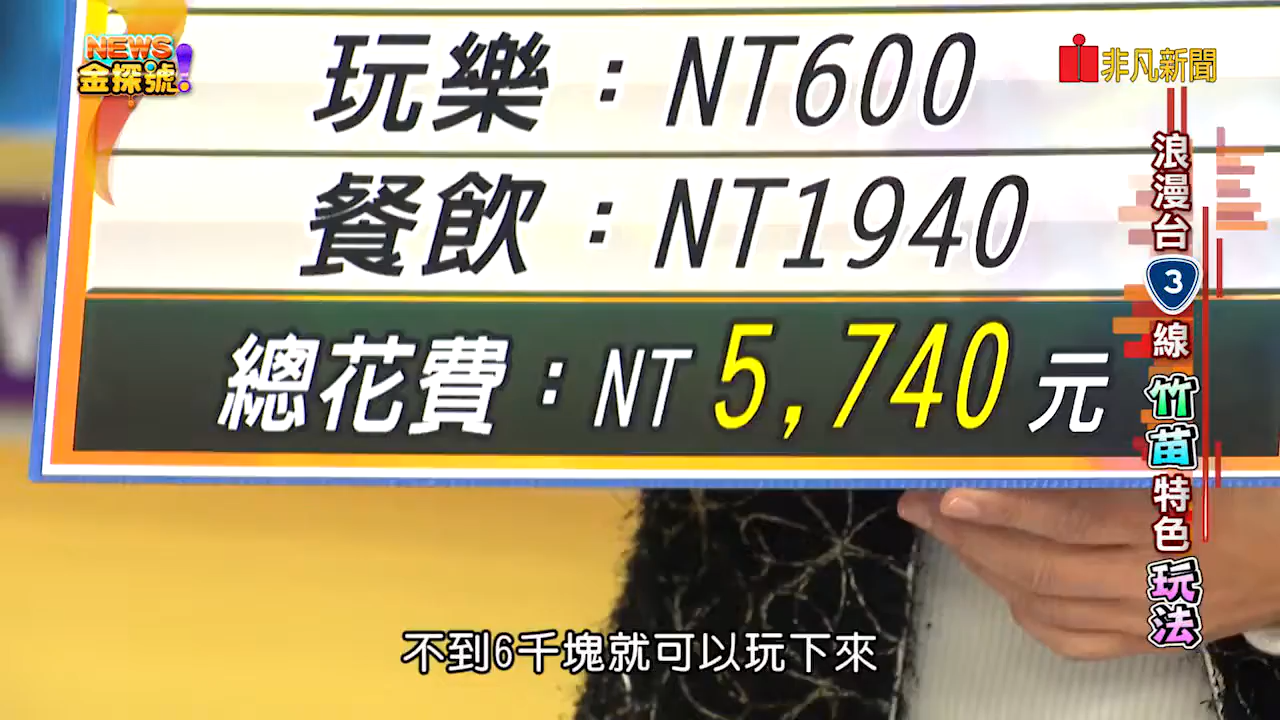 NEWS
金探號!
非凡新聞
玩樂：NT600
餐飲：NT1940
總花費：NT 5,740 元
浪漫台3線 竹苗特色玩法
不到6千塊就可以玩下來